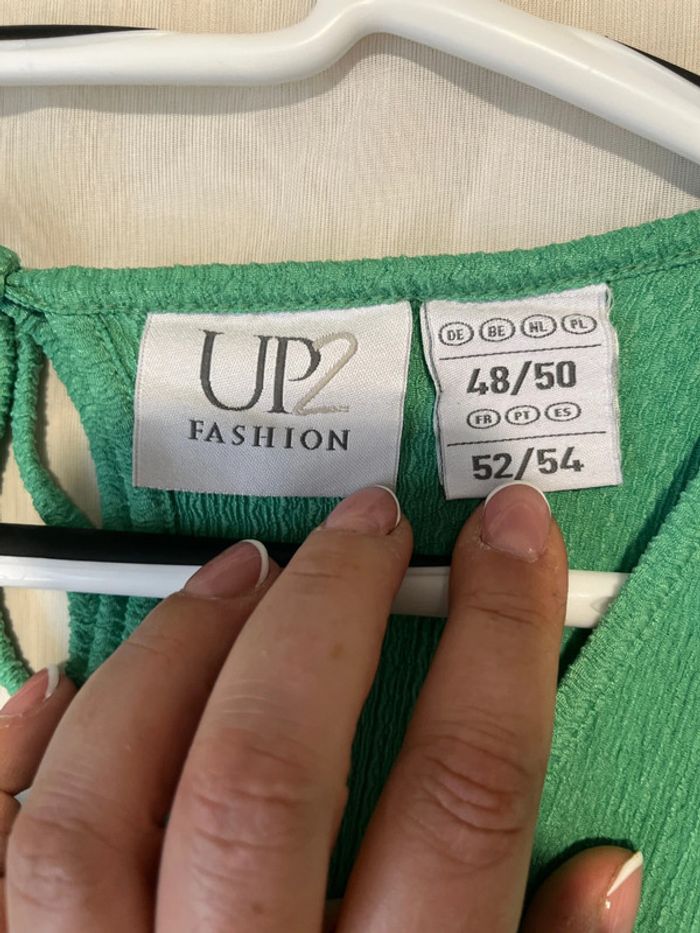 UP2
FASHION
DE BE NL PL
48/50
FR PT ES
52/54